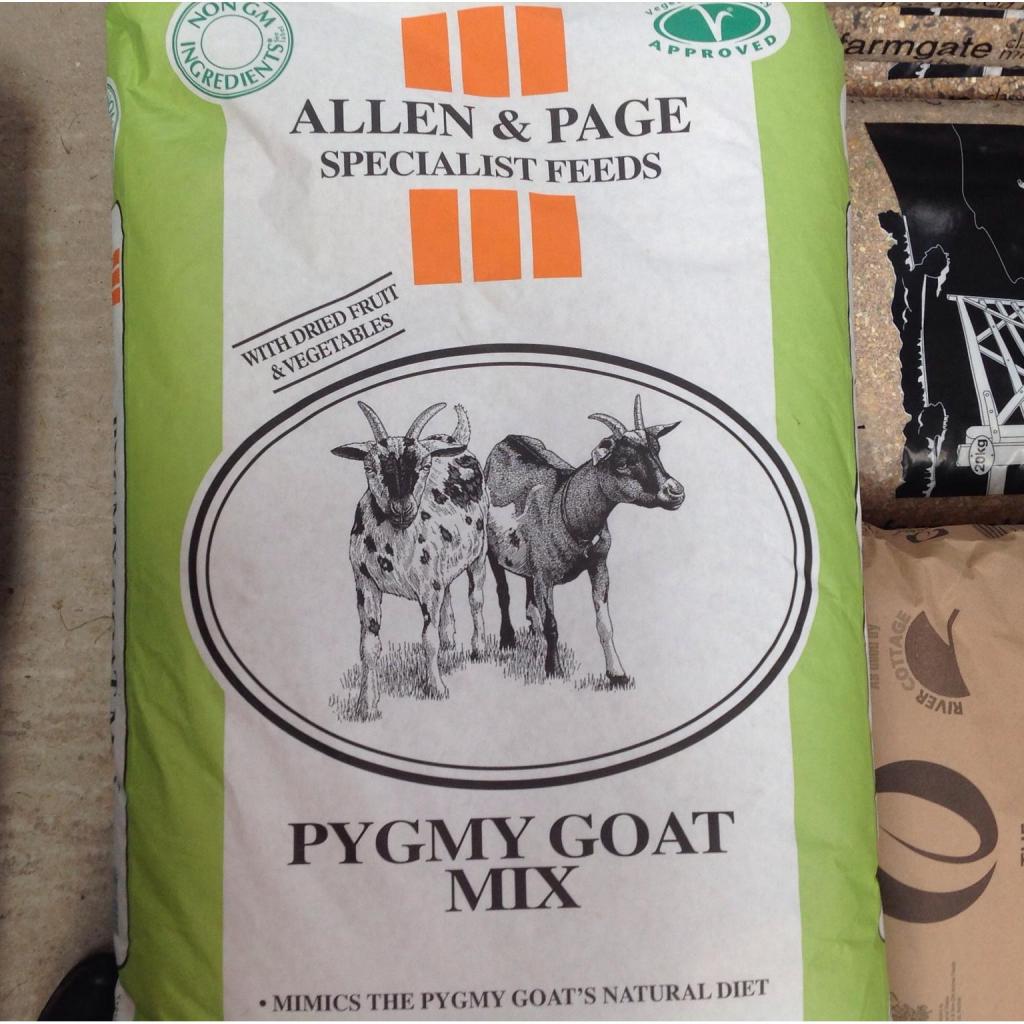 NON GM
INGREDIENTS
APPROVED
farmgate
ALLEN & PAGE
SPECIALIST FEEDS
WITH DRIED FRUIT
& VEGETABLES
20kg
RIVER COTTAGE
PYGMY GOAT
MIX
• MIMICS THE PYGMY GOAT'S NATURAL DIET